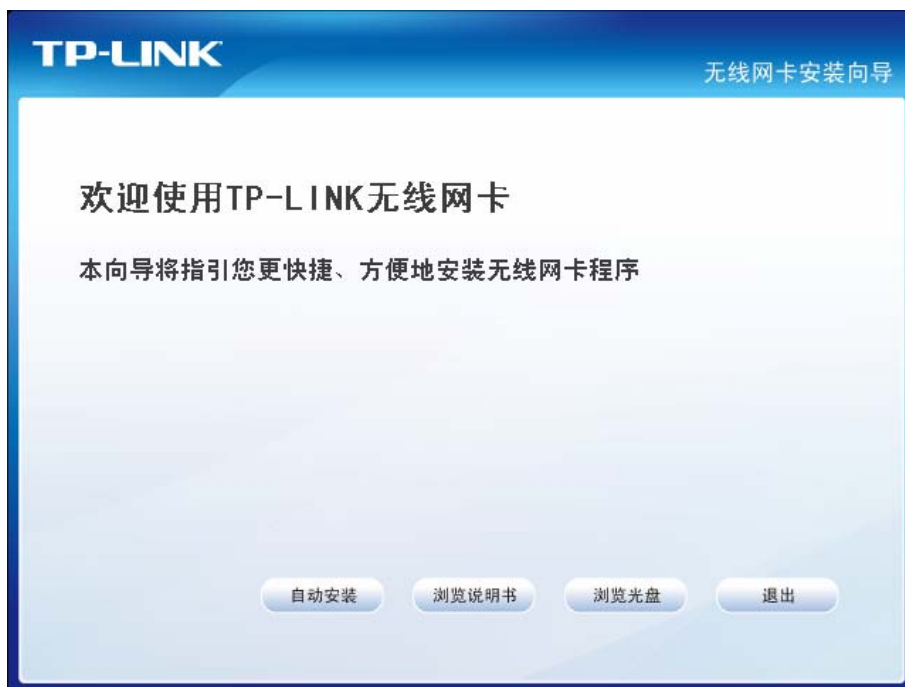 TP-LINK
无线网卡安装向导
欢迎使用TP-LINK无线网卡
本向导将指引您更快捷、方便地安装无线网卡程序
自动安装 浏览说明书 浏览光盘 退出